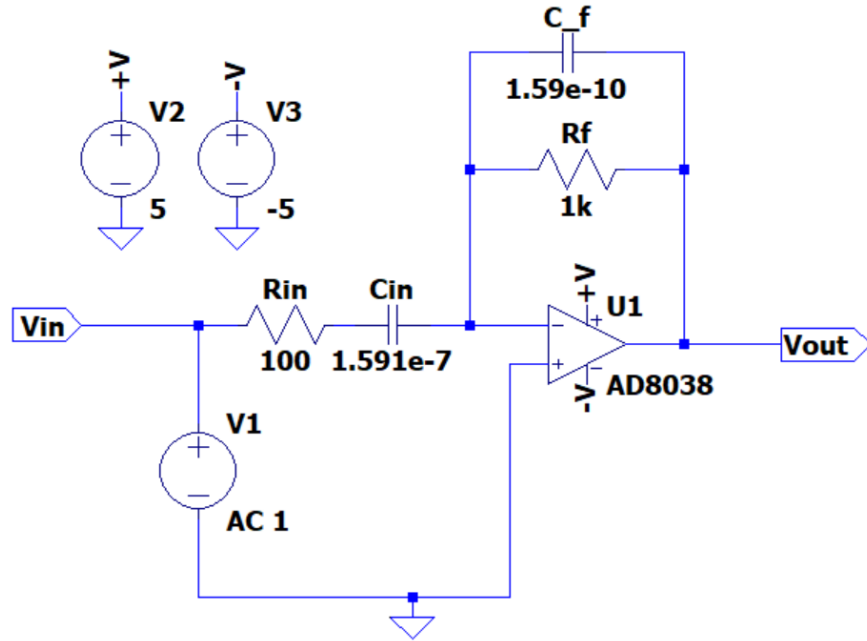 C_f
1.59e-10
Rf
1k
+V
V2
5
-V
V3
-5
Rin
100
Cin
1.591e-7
Vin
V1
AC 1
+V
U1
-V
AD8038
Vout